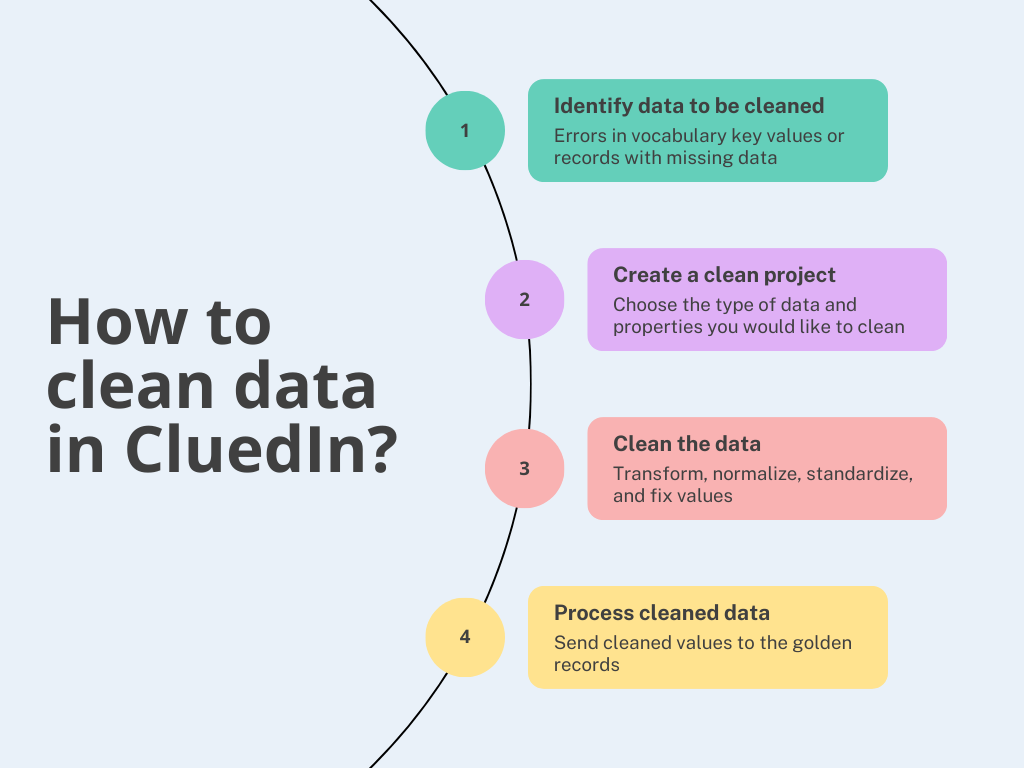 How to
clean data
in CluedIn?
1
Identify data to be cleaned
Errors in vocabulary key values or
records with missing data
2
Create a clean project
Choose the type of data and
properties you would like to clean
3
Clean the data
Transform, normalize, standardize,
and fix values
4
Process cleaned data
Send cleaned values to the golden
records